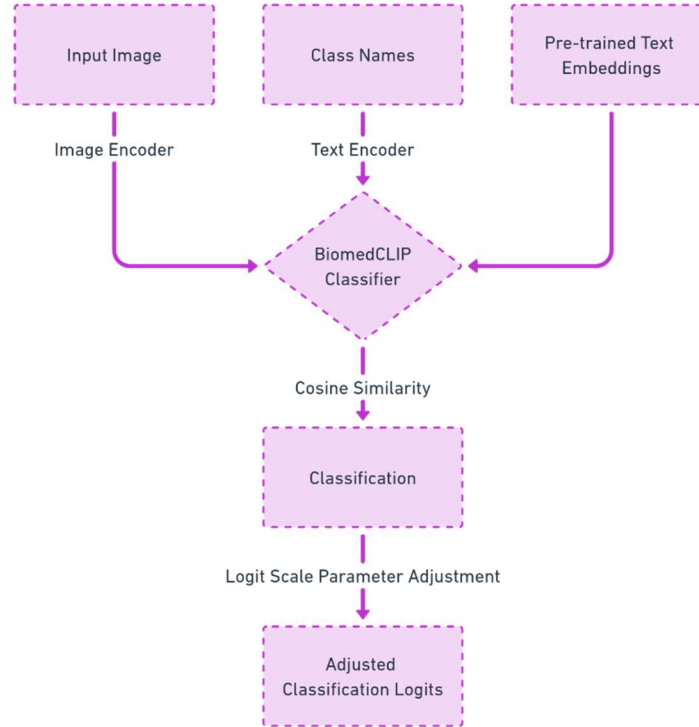 Input Image
Class Names
Pre-trained Text
Embeddings
Image Encoder
Text Encoder
BiomedCLIP
Classifier
Cosine Similarity
Classification
Logit Scale Parameter Adjustment
Adjusted
Classification Logits